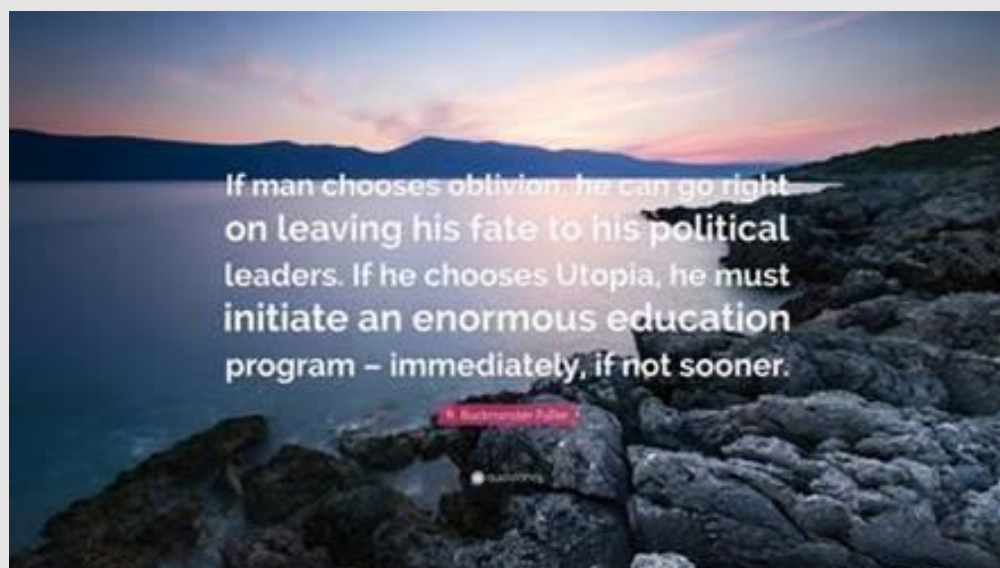 If man chooses oblivion, he can go right
on leaving his fate to his political
leaders. If he chooses Utopia, he must
initiate an enormous education
program – immediately, if not sooner.
R. Buckminster Fuller